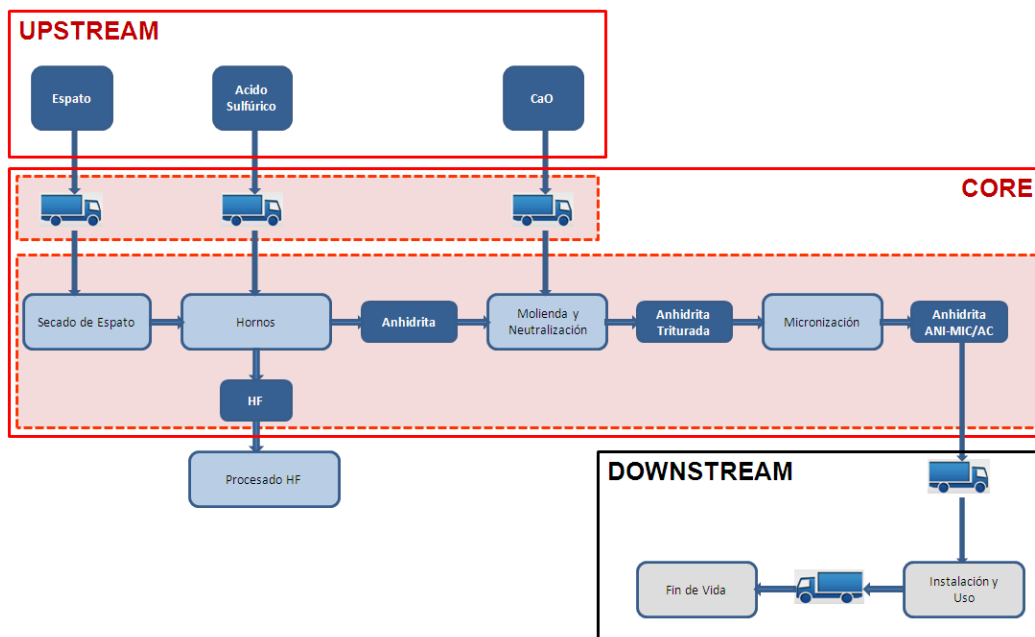 UPSTREAM
Espato
Acido
Sulfúrico
CaO
CORE
Secado de Espato
Hornos
Anhidrita
Molienda y
Neutralización
Anhidrita
Triturada
Micronización
Anhidrita
ANI-MIC/AC
HF
Procesado HF
DOWNSTREAM
Fin de Vida
Instalación y
Uso